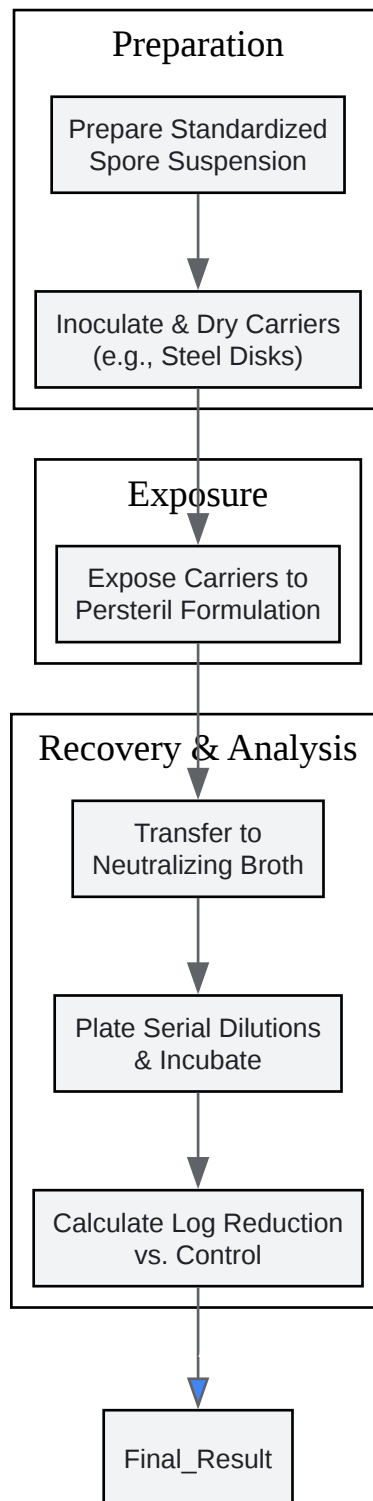 Preparation
Prepare Standardized
Spore Suspension
Inoculate & Dry Carriers
(e.g., Steel Disks)
Exposure
Expose Carriers to
Persteril Formulation
Recovery & Analysis
Transfer to
Neutralizing Broth
Plate Serial Dilutions
& Incubate
Calculate Log Reduction
vs. Control
Final_Result